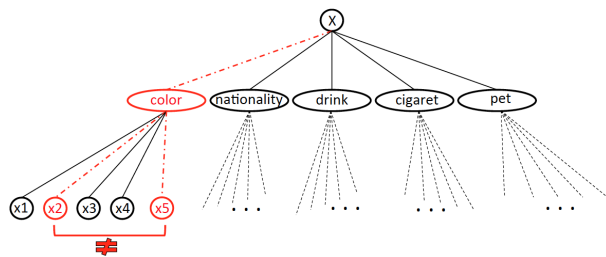 X
color nationality drink cigaret pet
x1 x2 x3 x4 x5
... ... ... ...
≠